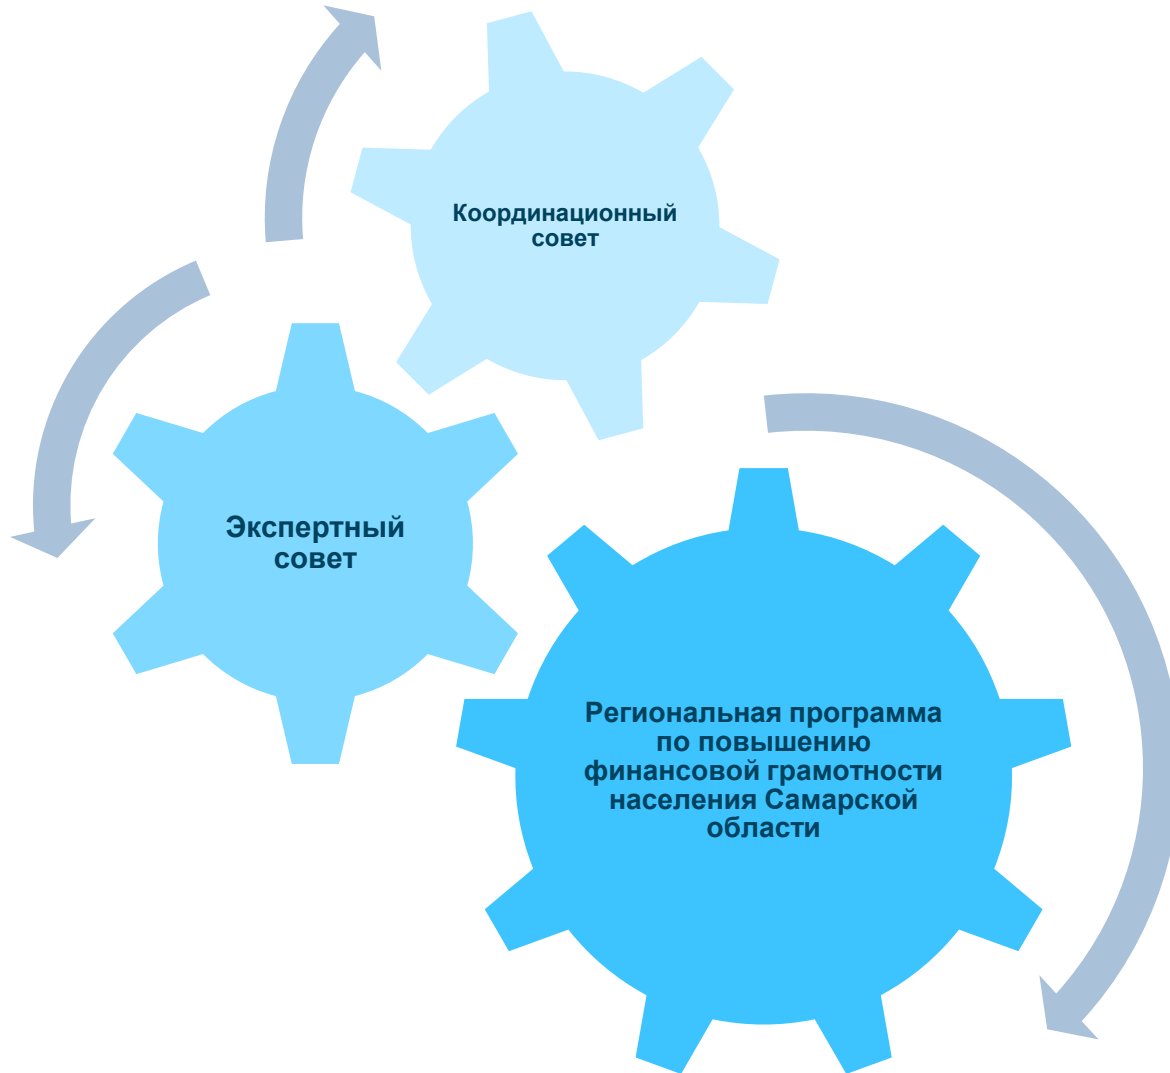 Координационный
совет
Экспертный
совет
Региональная программа
по повышению
финансовой грамотности
населения Самарской
области